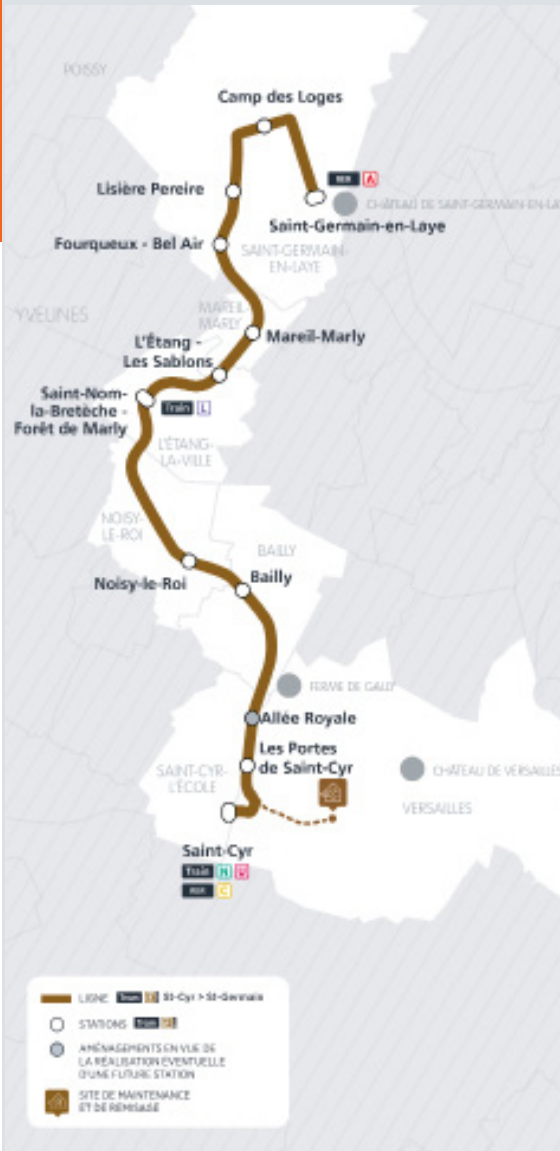 POISSY
Camp des Loges
RER A
Lisière Pereire
CHÂTEAU DE SAINT-GERMAIN-EN-LA
Saint-Germain-en-Laye
Fourqueux - Bel Air
SAINT-GERMAIN-
EN-LAYE
YVELINES
MAREIL-
MARLY
Mareil-Marly
L'Étang -
Les Sablons
Saint-Nom-
la-Bretèche -
Forêt de Marly
Train L
L'ÉTANG-
LA-VILLE
NOISY-
LE-ROI
BAILLY
Noisy-le-Roi
Bailly
FERME DE GALLY
Allée Royale
Les Portes
de Saint-Cyr
SAINT-CYR-
L'ÉCOLE
CHÂTEAU DE VERSAILLES
VERSAILLES
Saint-Cyr
Train N U
RER C
LIGNE Tram 13 St-Cyr > St-Germain
STATIONS Tram 13
AMÉNAGEMENTS EN VUE DE
LA RÉALISATION ÉVENTUELLE
D'UNE FUTURE STATION
SITE DE MAINTENANCE
ET DE REMISAGE